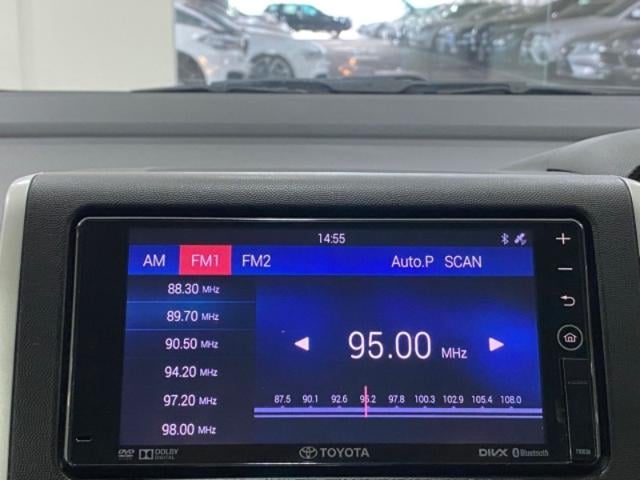 14:55
AM FM1 FM2 Auto.P SCAN
88.30 MHz
89.70 MHz
90.50 MHz
94.20 MHz
97.20 MHz
98.00 MHz
95.00 MHz
87.5 90.1 92.6 95.2 97.8 100.3 102.9 105.4 108.0
DVD DOLBY DIGITAL TOYOTA DIVX Bluetooth